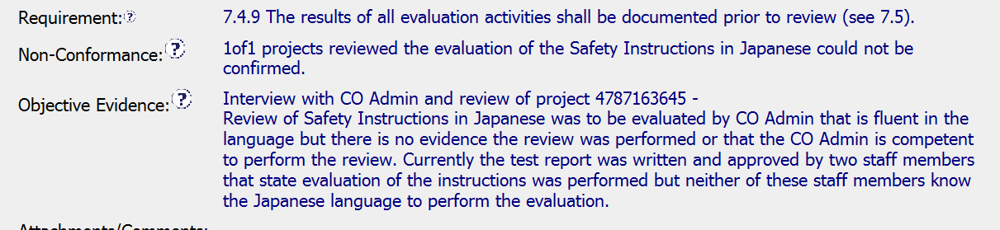 Requirement:? 7.4.9 The results of all evaluation activities shall be documented prior to review (see 7.5).
Non-Conformance:? 1of1 projects reviewed the evaluation of the Safety Instructions in Japanese could not be
confirmed.
Objective Evidence:? Interview with CO Admin and review of project 4787163645 -
Review of Safety Instructions in Japanese was to be evaluated by CO Admin that is fluent in the
language but there is no evidence the review was performed or that the CO Admin is competent
to perform the review. Currently the test report was written and approved by two staff members
that state evaluation of the instructions was performed but neither of these staff members know
the Japanese language to perform the evaluation.
Attachments/Comments: